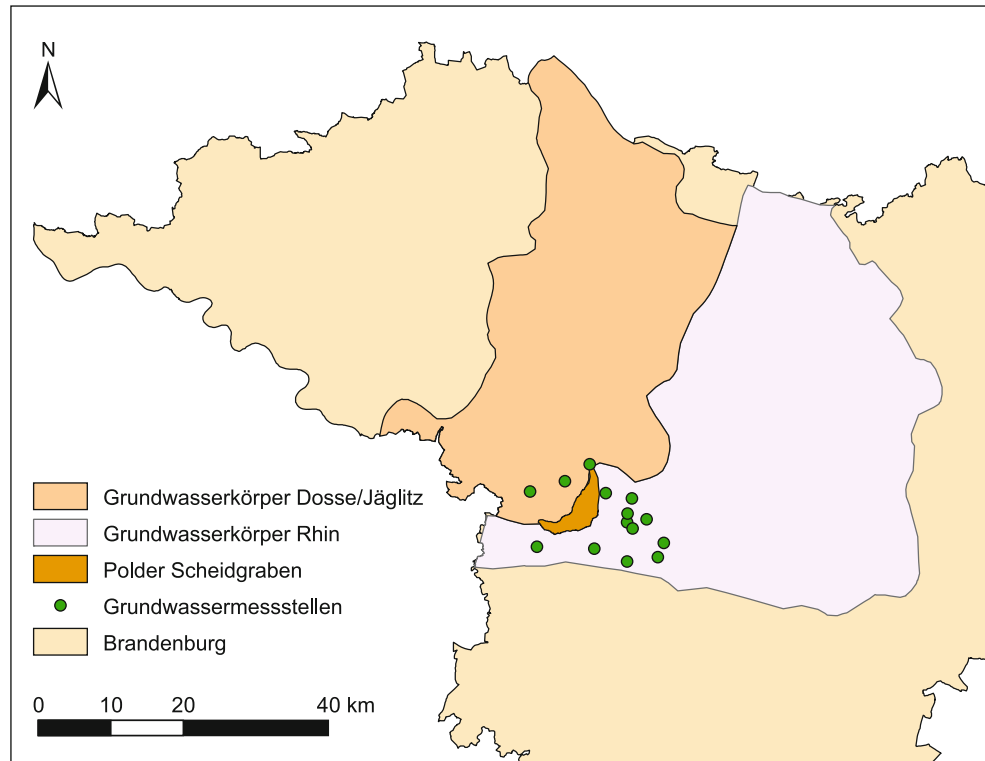 N
Grundwasserkörper Dosse/Jäglitz
Grundwasserkörper Rhin
Polder Scheidgraben
Grundwassermessstellen
Brandenburg
0 10 20 40 km